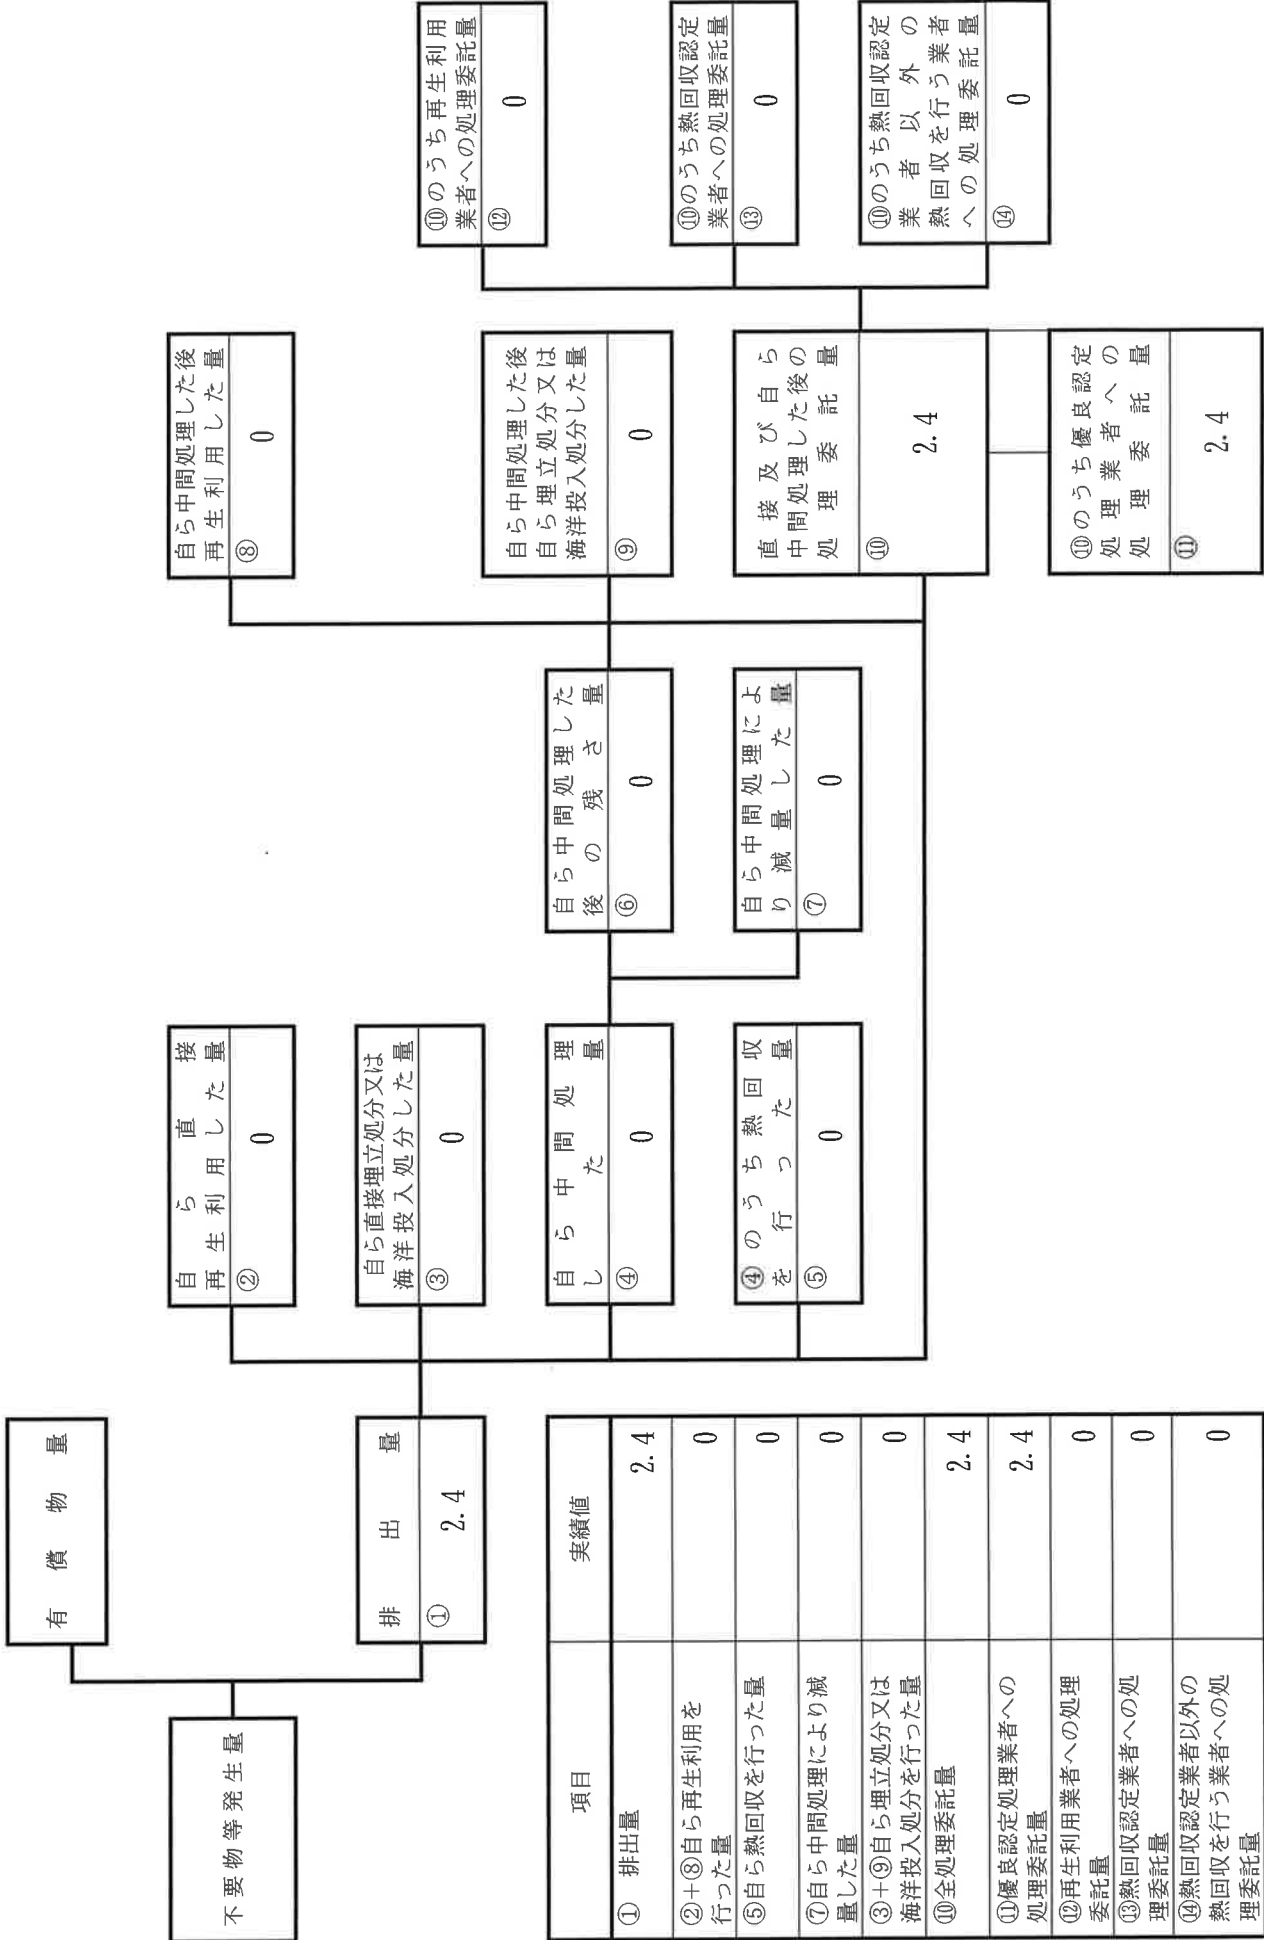 不要物等発生量
有償物量
排出量
①
2.4
自ら直接
再生利用した量
②
0
自ら直接埋立処分又は
海洋投入処分した量
③
0
自ら中間処理
した量
④
0
④のうち熱回収
を行った量
⑤
0
自ら中間処理した
後の残さ量
⑥
0
自ら中間処理によ
り減量した量
⑦
0
自ら中間処理した後
再生利用した量
⑧
0
自ら中間処理した後
自ら埋立処分又は
海洋投入処分した量
⑨
0
直接及び自ら
中間処理した後の
処理委託量
⑩
2.4
⑩のうち優良認定
処理業者への
処理委託量
⑪
2.4
⑩のうち再生利用
業者への処理委託量
⑫
0
⑩のうち熱回収認定
業者への処理委託量
⑬
0
⑩のうち熱回収認定
業者以外の
熱回収を行う業者
への処理委託量
⑭
0
項目 実績値
① 排出量 2.4
②+⑧自ら再生利用を
行った量 0
⑤自ら熱回収を行った量 0
⑦自ら中間処理により減
量した量 0
③+⑨自ら埋立処分又は
海洋投入処分を行った量 0
⑩全処理委託量 2.4
⑪優良認定処理業者への
処理委託量 2.4
⑫再生利用業者への処理
委託量 0
⑬熱回収認定業者への処
理委託量 0
⑭熱回収認定業者以外の
熱回収を行う業者への処
理委託量 0